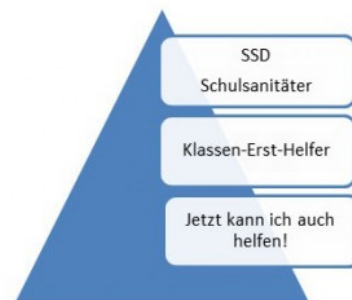 SSD
Schulsanitäter
Klassen-Erst-Helfer
Jetzt kann ich auch
helfen!